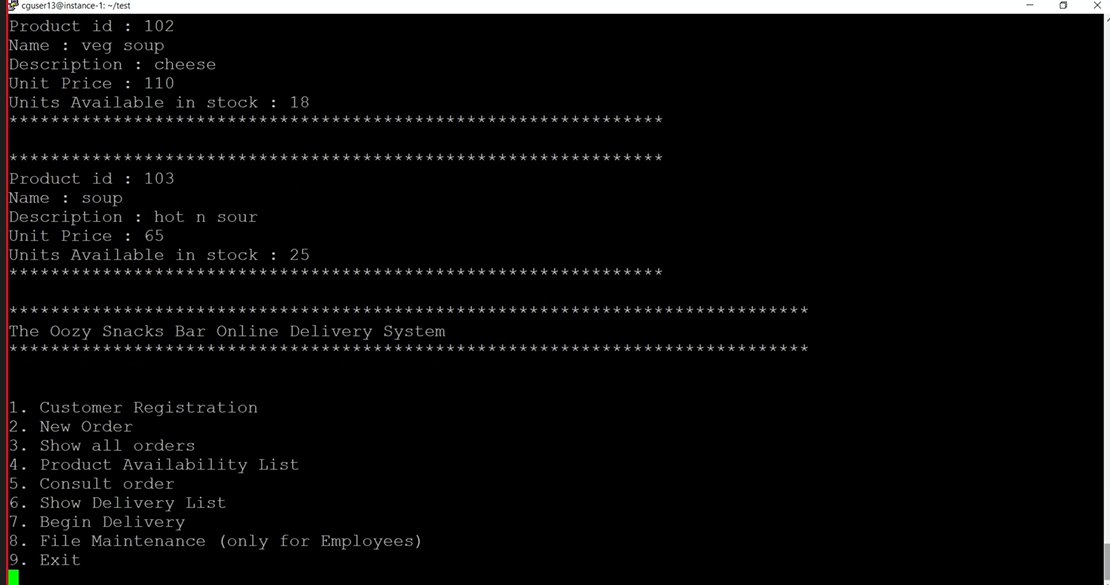 cguser13@instance-1: ~/test
Product id : 102
Name : veg soup
Description : cheese
Unit Price : 110
Units Available in stock : 18
***************************************************************
***************************************************************
Product id : 103
Name : soup
Description : hot n sour
Unit Price : 65
Units Available in stock : 25
***************************************************************
*****************************************************************************
The Oozy Snacks Bar Online Delivery System
*****************************************************************************
1. Customer Registration
2. New Order
3. Show all orders
4. Product Availability List
5. Consult order
6. Show Delivery List
7. Begin Delivery
8. File Maintenance (only for Employees)
9. Exit